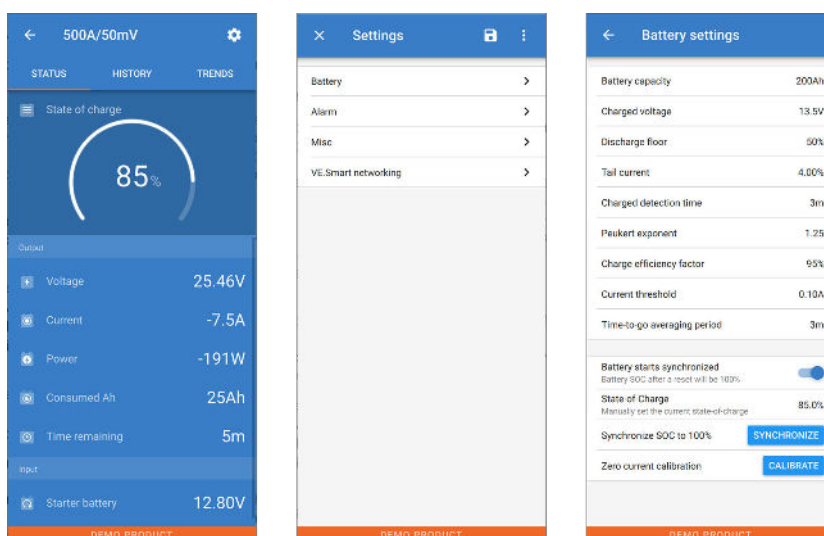 500A/50mV
STATUS HISTORY TRENDS
State of charge
85%
Output
Voltage 25.46V
Current -7.5A
Power -191W
Consumed Ah 25Ah
Time remaining 5m
Input
Starter battery 12.80V
DEMO PRODUCT
Settings
Battery
Alarm
Misc
VE.Smart networking
DEMO PRODUCT
Battery settings
Battery capacity 200Ah
Charged voltage 13.5V
Discharge floor 50%
Tail current 4.00%
Charged detection time 3m
Peukert exponent 1.25
Charge efficiency factor 95%
Current threshold 0.10A
Time-to-go averaging period 3m
Battery starts synchronized
Battery SOC after a reset will be 100%
State of Charge 85.0%
Manually set the current state-of-charge
Synchronize SOC to 100% SYNCHRONIZE
Zero current calibration CALIBRATE
DEMO PRODUCT